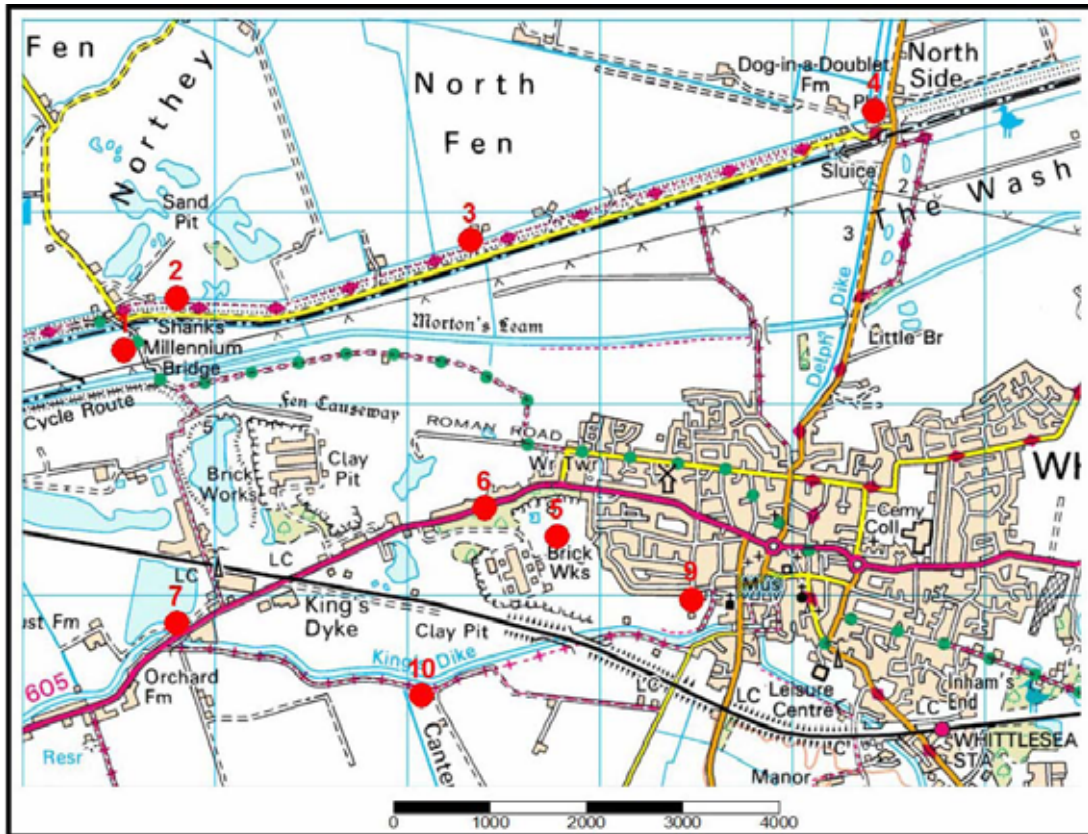 Fen
Northey
North
Fen
Dog-in-a-Doublet
Fm
4
North
Side
Sand
Pit
3
2
Sluice
2
The Wash
3
1
Shanks
Millennium
Bridge
Morton's Leam
Delph Dike
Little Br
Cycle Route
Fen Causeway
ROMAN ROAD
5
Brick
Works
Clay
Pit
Wr Twr
6
5
Brick
Wks
Cemy
Coll
LC
LC
7
King's
Dyke
Clay Pit
9
Mus
King's Dike
10
605
Orchard
Fm
LC
LC
Leisure
Centre
LC
Inham's
End
LC
WHITTLESEA
STA
Resr
Manor
0 1000 2000 3000 4000